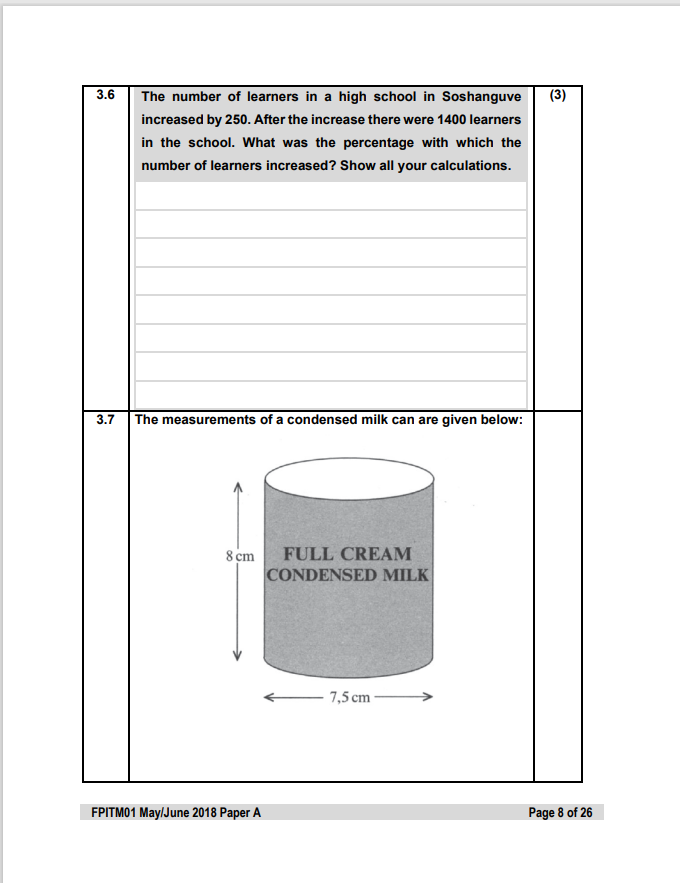 3.6
The number of learners in a high school in Soshanguve
increased by 250. After the increase there were 1400 learners
in the school. What was the percentage with which the
number of learners increased? Show all your calculations.
(3)
3.7
The measurements of a condensed milk can are given below:
8 cm
FULL CREAM
CONDENSED MILK
7,5 cm
FPITM01 May/June 2018 Paper A
Page 8 of 26